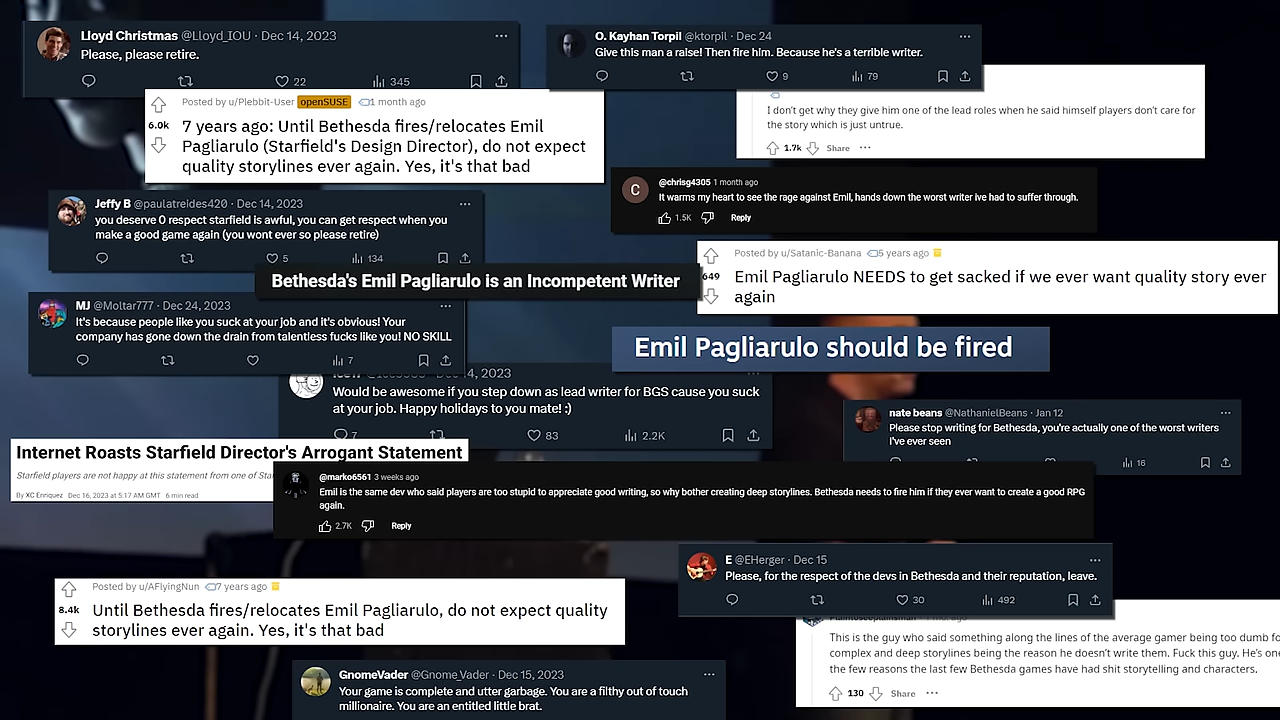 Lloyd Christmas @Lloyd_IOU · Dec 14, 2023
Please, please retire.
22
345
O. Kayhan Torpil @ktorpil · Dec 24
Give this man a raise! Then fire him. Because he's a terrible writer.
9
79
Posted by u/Plebbit-User openSUSE 1 month ago
6.0k
7 years ago: Until Bethesda fires/relocates Emil
Pagliarulo (Starfield's Design Director), do not expect
quality storylines ever again. Yes, it's that bad
I don't get why they give him one of the lead roles when he said himself players don't care for
the story which is just untrue.
1.7k Share
C
@chrisg4305 1 month ago
It warms my heart to see the rage against Emil, hands down the worst writer ive had to suffer through.
1.5K Reply
Jeffy B @paulatreides420 · Dec 14, 2023
you deserve 0 respect starfield is awful, you can get respect when you
make a good game again (you wont ever so please retire)
5
134
Posted by u/Satanic-Banana 5 years ago
649
Emil Pagliarulo NEEDS to get sacked if we ever want quality story ever
again
Bethesda's Emil Pagliarulo is an Incompetent Writer
MJ @Moltar777 · Dec 24, 2023
It's because people like you suck at your job and it's obvious! Your
company has gone down the drain from talentless fucks like you! NO SKILL
7
Emil Pagliarulo should be fired
4, 2023
Would be awesome if you step down as lead writer for BGS cause you suck
at your job. Happy holidays to you mate! :)
7
83
2.2K
nate beans @NathanielBeans · Jan 12
Please stop writing for Bethesda, you're actually one of the worst writers
I've ever seen
16
Internet Roasts Starfield Director's Arrogant Statement
Starfield players are not happy at this statement from one of
By XC Enriquez Dec 16, 2023 at 5:17 AM GMT 6 min read
@marko6561 3 weeks ago
Emil is the same dev who said players are too stupid to appreciate good writing, so why bother creating deep storylines. Bethesda needs to fire him if they ever want to create a good RPG
again.
2.7K Reply
E @EHerger · Dec 15
Please, for the respect of the devs in Bethesda and their reputation, leave.
30
492
Posted by u/AFlyingNun 7 years ago
8.4k
Until Bethesda fires/relocates Emil Pagliarulo, do not expect quality
storylines ever again. Yes, it's that bad
This is the guy who said something along the lines of the average gamer being too dumb
complex and deep storylines being the reason he doesn't write them. Fuck this guy. He's
the few reasons the last few Bethesda games have had shit storytelling and characters.
130 Share
GnomeVader @Gnome_Vader · Dec 15, 2023
Your game is complete and utter garbage. You are a filthy out of touch
millionaire. You are an entitled little brat.